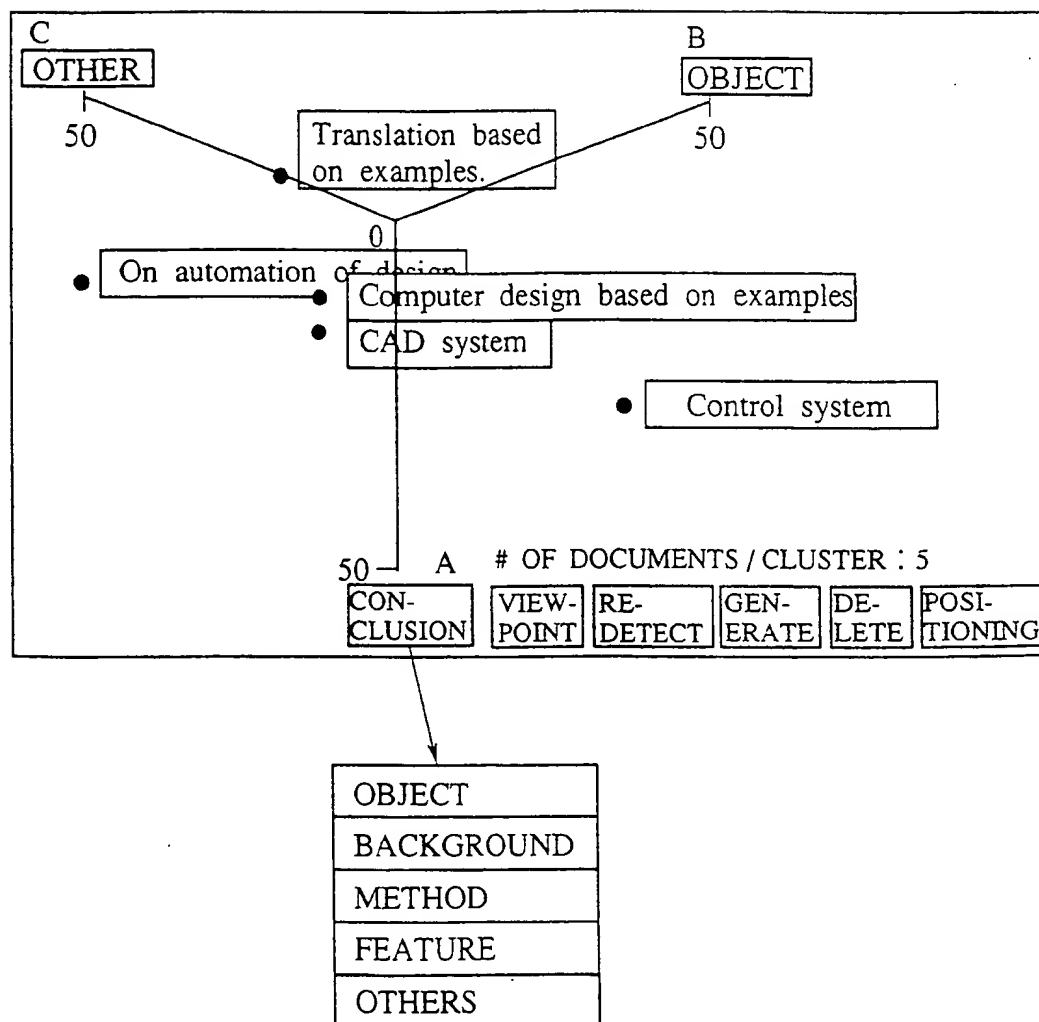 C
B
OTHER
OBJECT
50
50
Translation based
on examples.
0
On automation of design
Computer design based on examples
CAD system
Control system
50
A
# OF DOCUMENTS / CLUSTER : 5
CON-
CLUSION
VIEW-
POINT
RE-
DETECT
GEN-
ERATE
DE-
LETE
POSI-
TIONING
OBJECT
BACKGROUND
METHOD
FEATURE
OTHERS